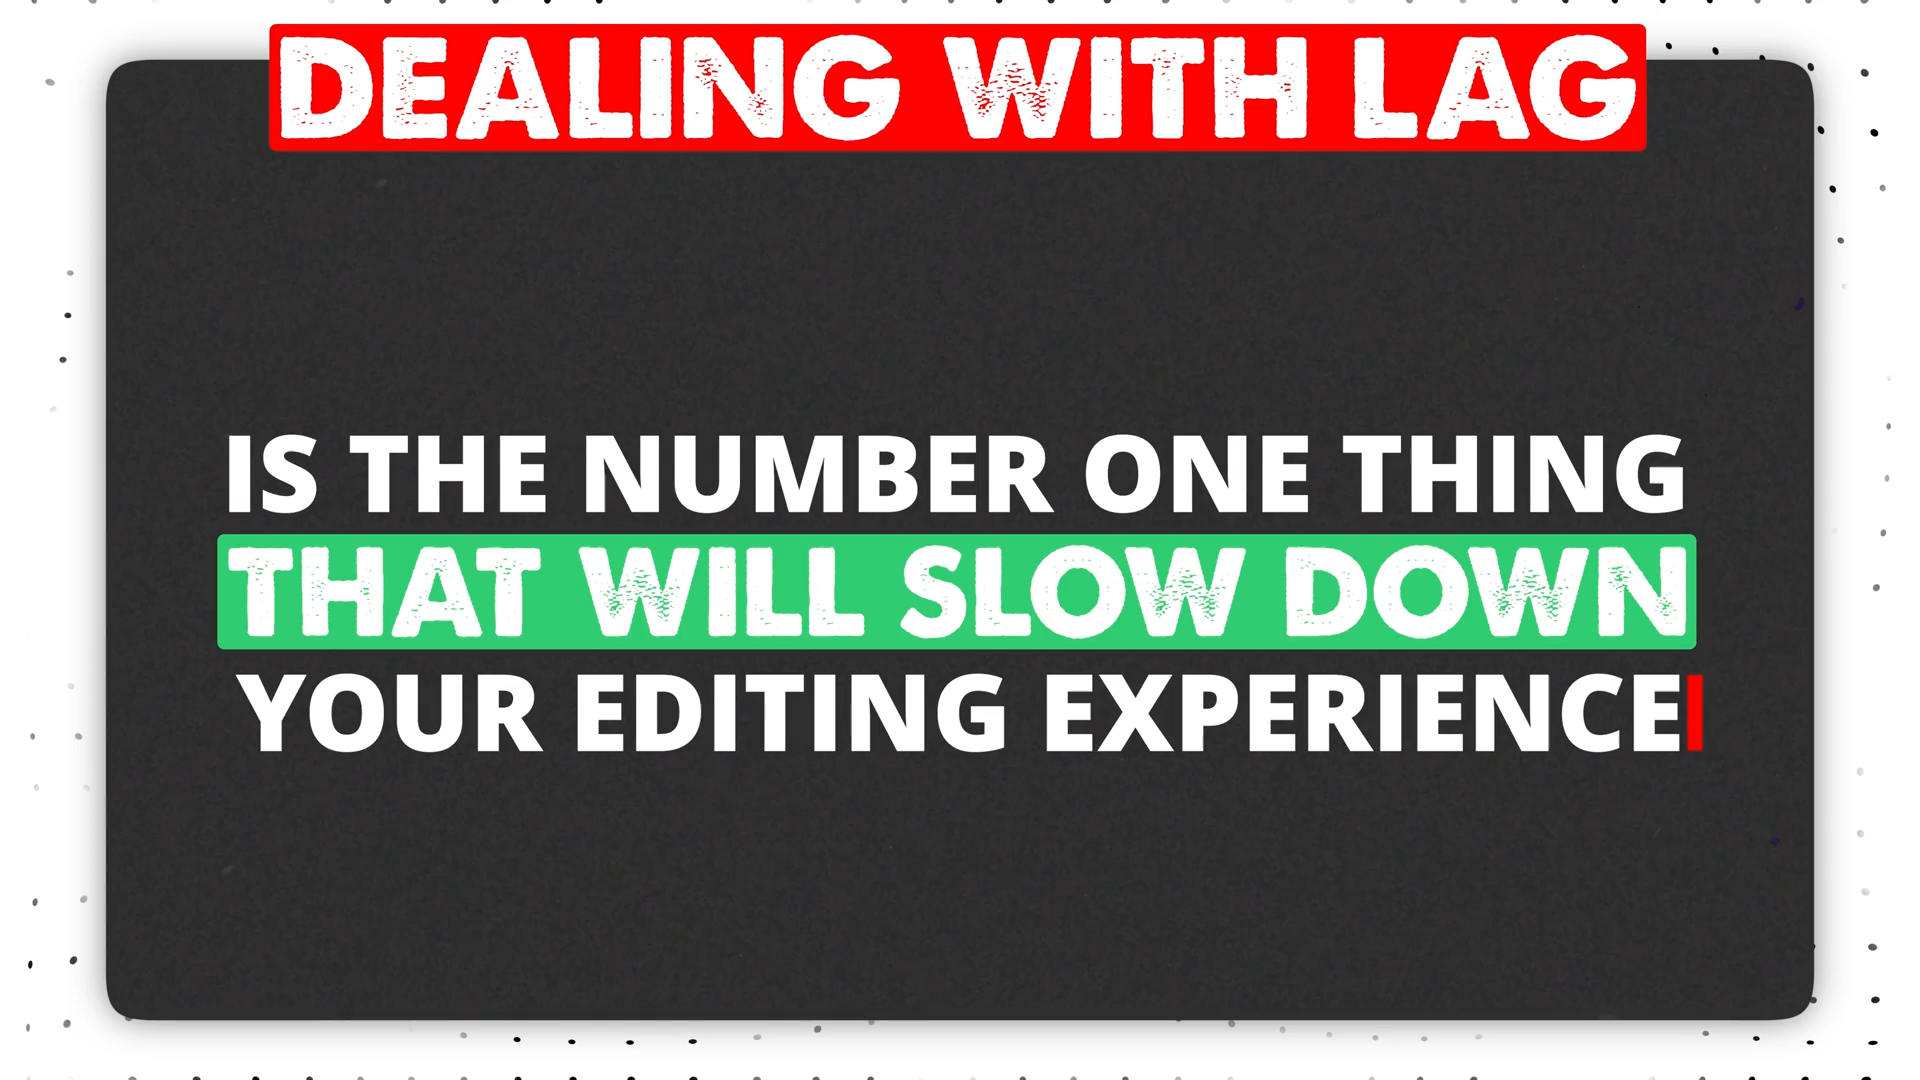 DEALING WITH LAG
IS THE NUMBER ONE THING
THAT WILL SLOW DOWN
YOUR EDITING EXPERIENCE